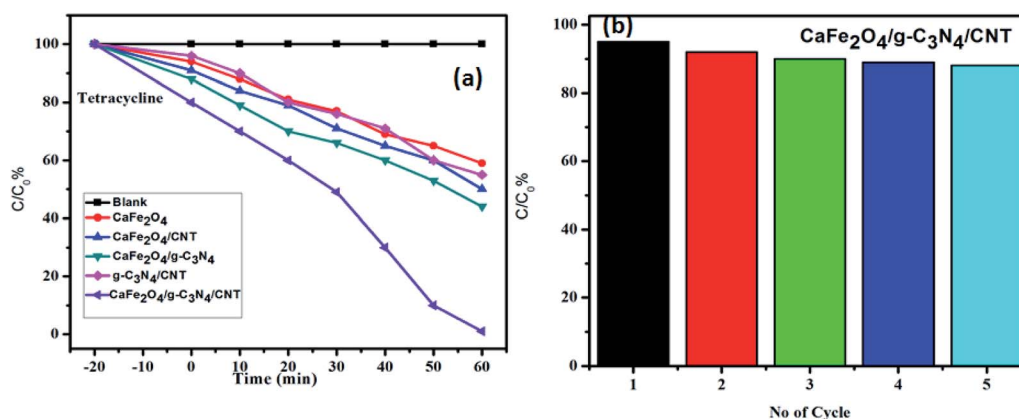 (a)
Tetracycline
C/C₀%
100
80
60
40
20
0
Blank
CaFe₂O₄
CaFe₂O₄/CNT
CaFe₂O₄/g-C₃N₄
g-C₃N₄/CNT
CaFe₂O₄/g-C₃N₄/CNT
-20 -10 0 10 20 30 40 50 60
Time (min)
(b)
CaFe₂O₄/g-C₃N₄/CNT
C/C₀%
100
80
60
40
20
0
1 2 3 4 5
No of Cycle